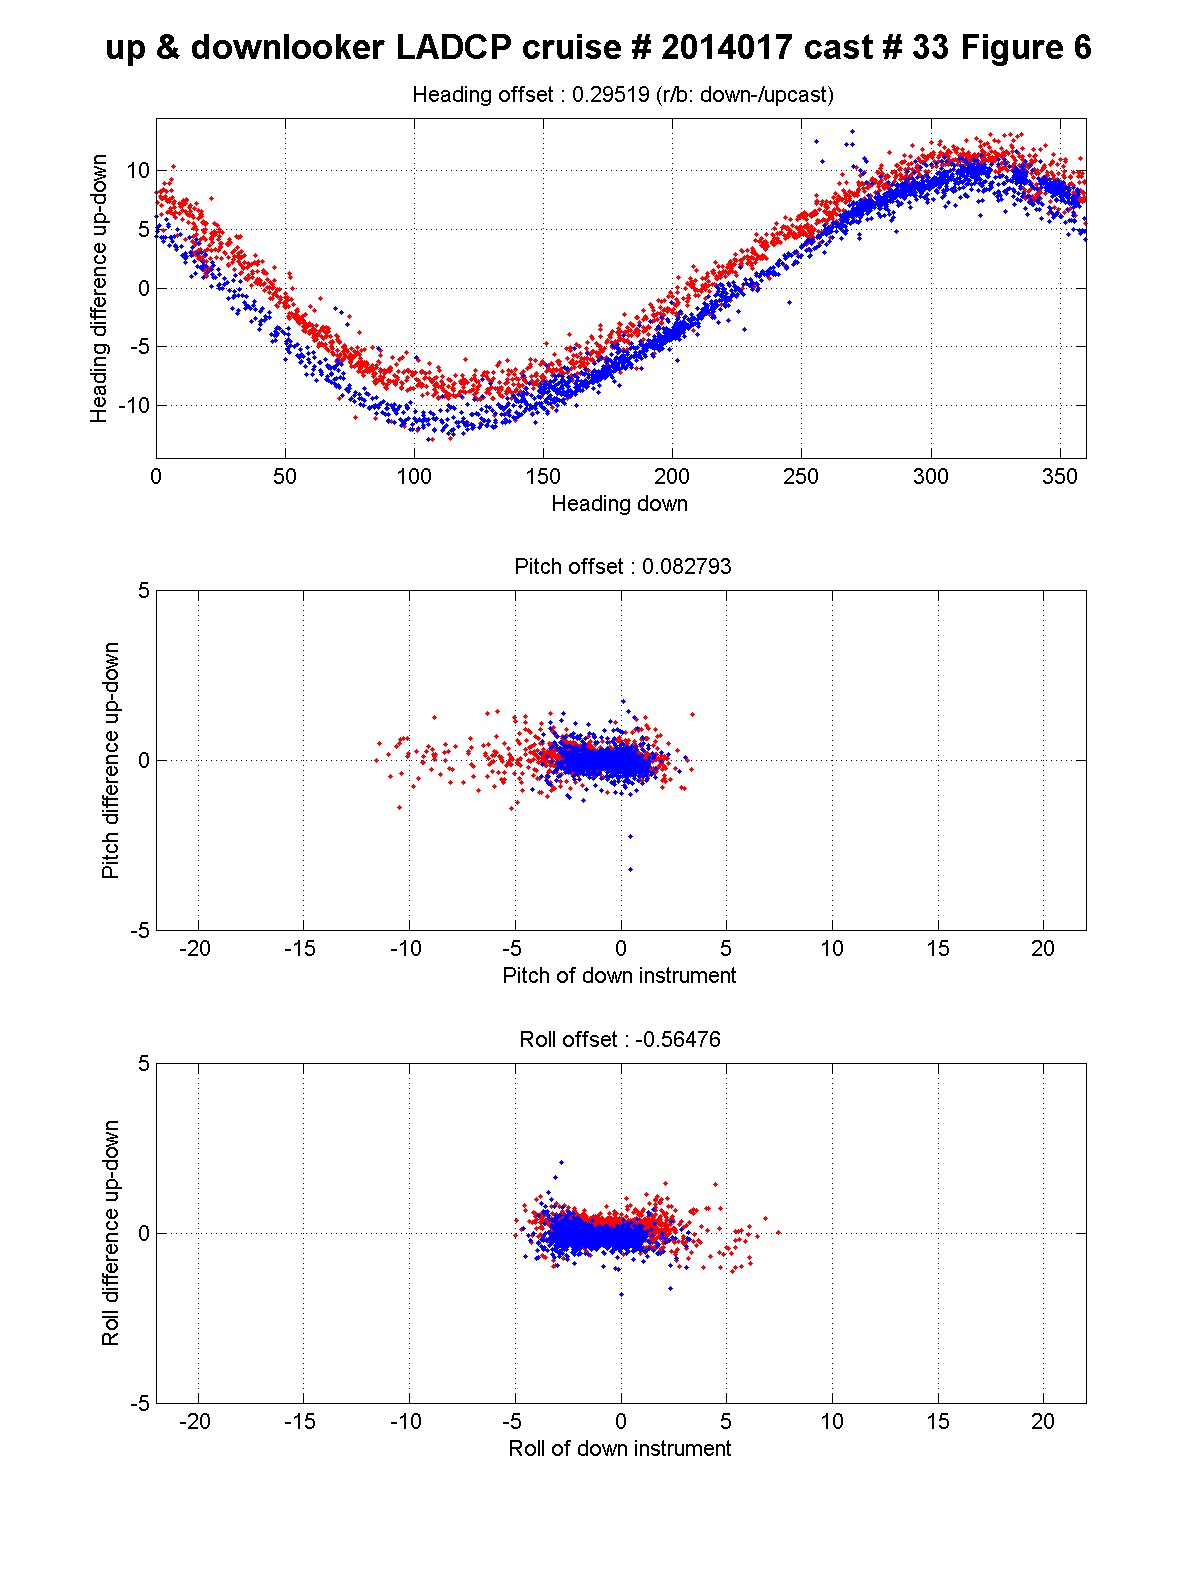 up & downlooker LADCP cruise # 2014017 cast # 33 Figure 6
Heading offset : 0.29519 (r/b: down-/upcast)
Heading difference up-down
10
5
0
-5
-10
0 50 100 150 200 250 300 350
Heading down
Pitch offset : 0.082793
Pitch difference up-down
5
0
-5
-20 -15 -10 -5 0 5 10 15 20
Pitch of down instrument
Roll offset : -0.56476
Roll difference up-down
5
0
-5
-20 -15 -10 -5 0 5 10 15 20
Roll of down instrument